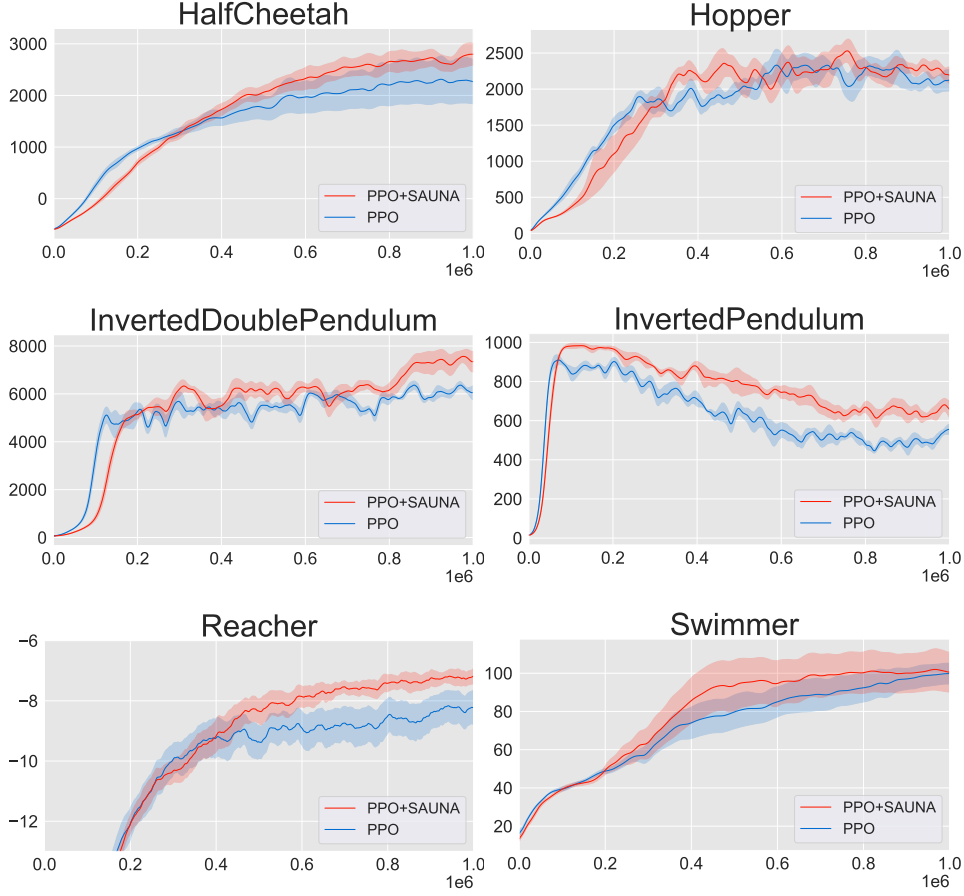 HalfCheetah
3000
2000
1000
0
PPO+SAUNA
PPO
0.0 0.2 0.4 0.6 0.8 1.0
1e6
Hopper
2500
2000
1500
1000
500
0
PPO+SAUNA
PPO
0.0 0.2 0.4 0.6 0.8 1.0
1e6
InvertedDoublePendulum
8000
6000
4000
2000
0
PPO+SAUNA
PPO
0.0 0.2 0.4 0.6 0.8 1.0
1e6
InvertedPendulum
1000
800
600
400
200
0
PPO+SAUNA
PPO
0.0 0.2 0.4 0.6 0.8 1.0
1e6
Reacher
−6
−8
−10
−12
PPO+SAUNA
PPO
0.0 0.2 0.4 0.6 0.8 1.0
1e6
Swimmer
100
80
60
40
20
PPO+SAUNA
PPO
0.0 0.2 0.4 0.6 0.8 1.0
1e6